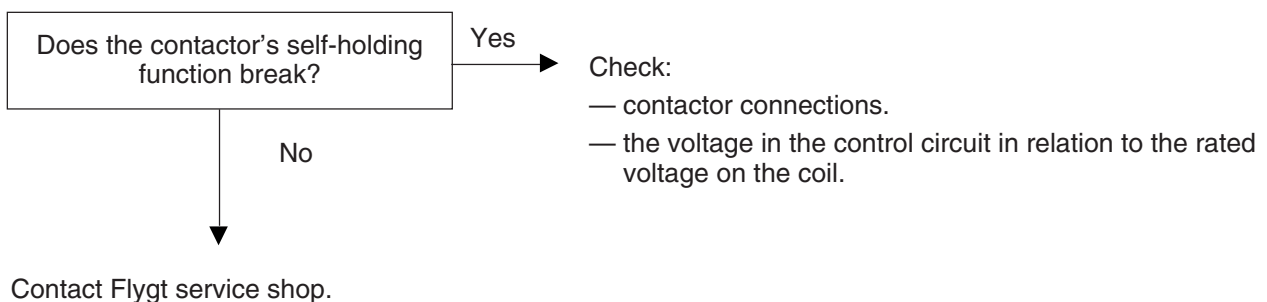 Does the contactor's self-holding
function break?
Yes
Check:
— contactor connections.
— the voltage in the control circuit in relation to the rated
voltage on the coil.
No
Contact Flygt service shop.